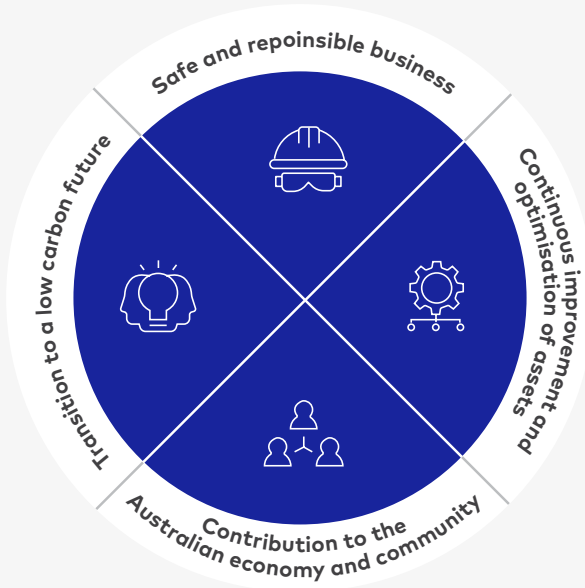 Safe and repoinsible business
Continuous improvement and
optimisation of assets
Contribution to the
Australian economy and community
Transition to a low carbon future